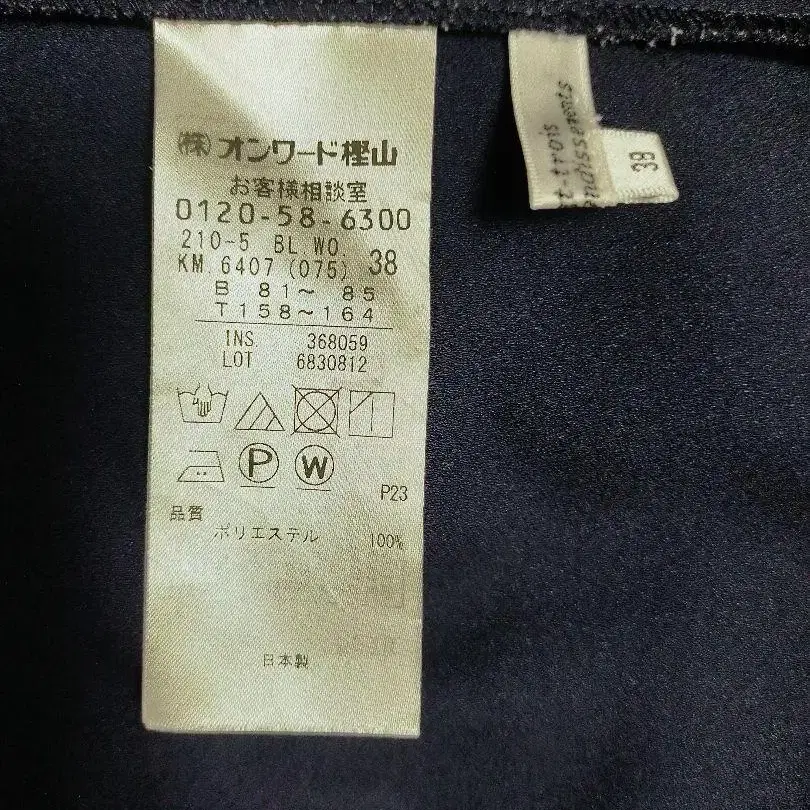 (株)オンワード樫山
お客様相談室
0120-58-6300
210-5 BL WO.
KM. 6407 (075) 38
B 81～85
T158～164
INS. 368059
LOT 6830812
P
W
P23
品質
ポリエステル 100%
日本製
t-trois
ndissements
38